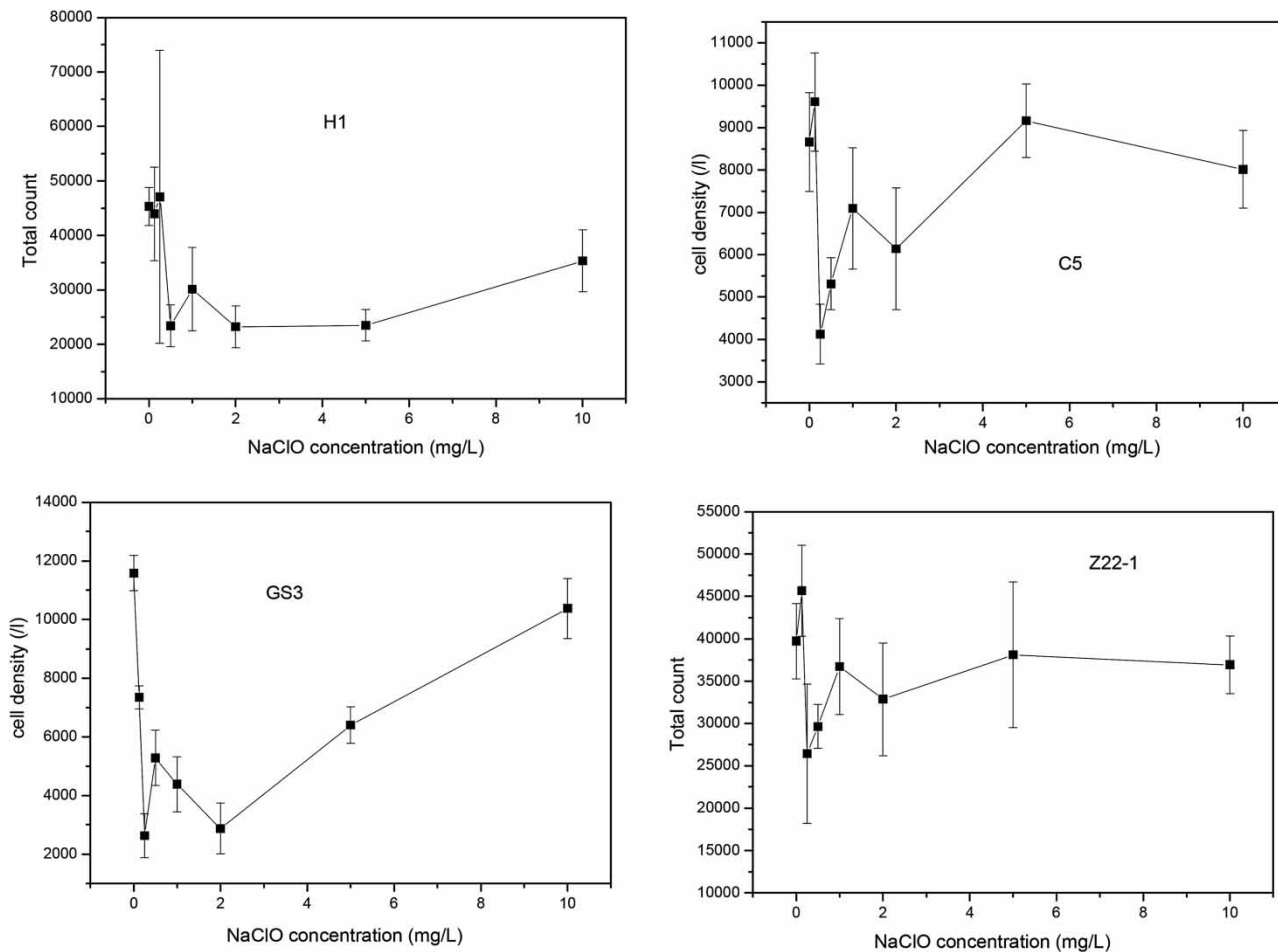 80000
70000
60000
50000
40000
30000
20000
10000
Total count
H1
0 2 4 6 8 10
NaClO concentration (mg/L)
11000
10000
9000
8000
7000
6000
5000
4000
3000
cell density (/l)
C5
0 2 4 6 8 10
NaClO concentration (mg/L)
14000
12000
10000
8000
6000
4000
2000
cell density (/l)
GS3
0 2 4 6 8 10
NaClO concentration (mg/L)
55000
50000
45000
40000
35000
30000
25000
20000
15000
10000
Total count
Z22-1
0 2 4 6 8 10
NaClO concentration (mg/L)